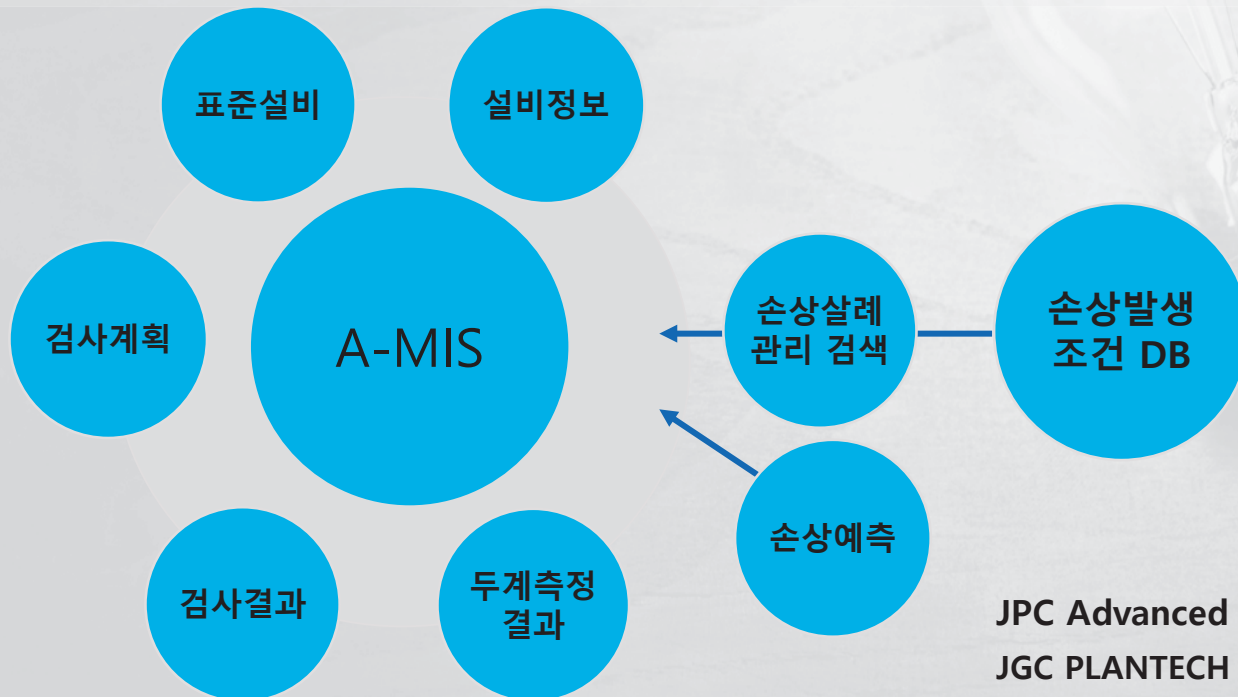 표준설비
설비정보
검사계획
A-MIS
손상살례
관리 검색
손상발생
조건 DB
손상예측
검사결과
두계측정
결과
JPC Advanced
JGC PLANTECH